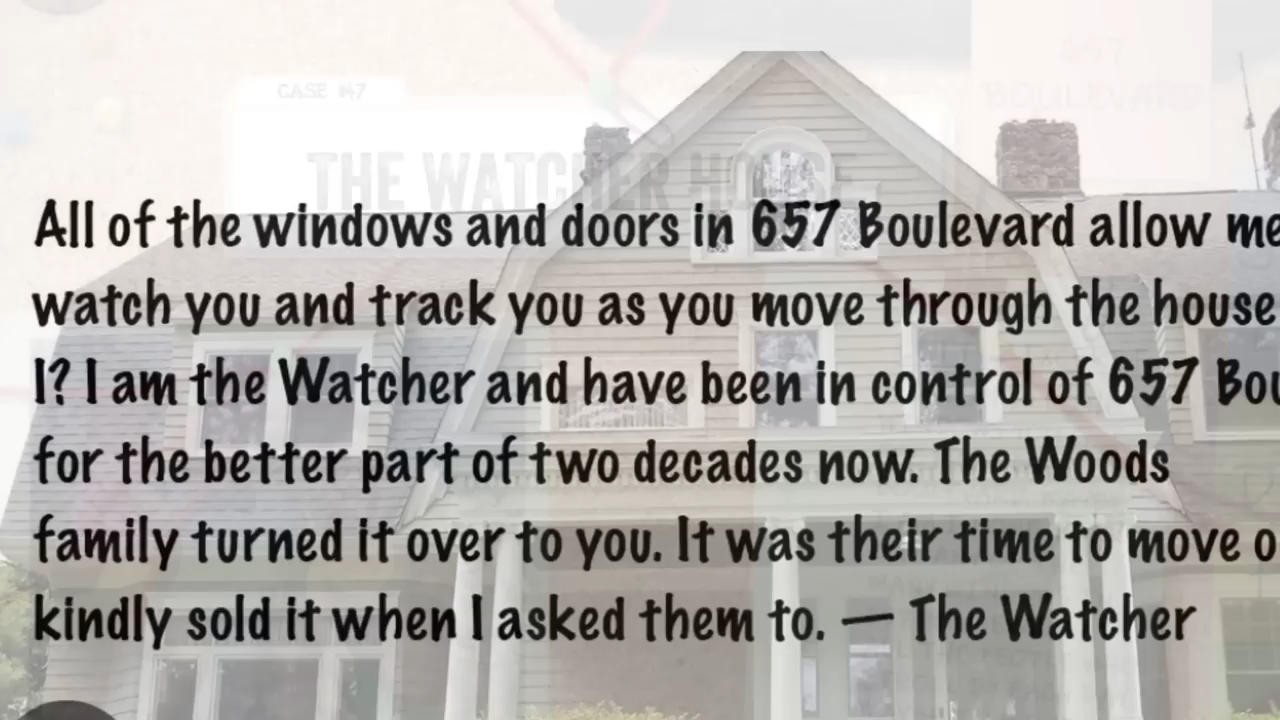 CASE #47
657
BOULEVARD
THE WATCHER HOUSE
All of the windows and doors in 657 Boulevard allow me
watch you and track you as you move through the house
I? I am the Watcher and have been in control of 657 Bou
for the better part of two decades now. The Woods
family turned it over to you. It was their time to move o
kindly sold it when I asked them to. — The Watcher